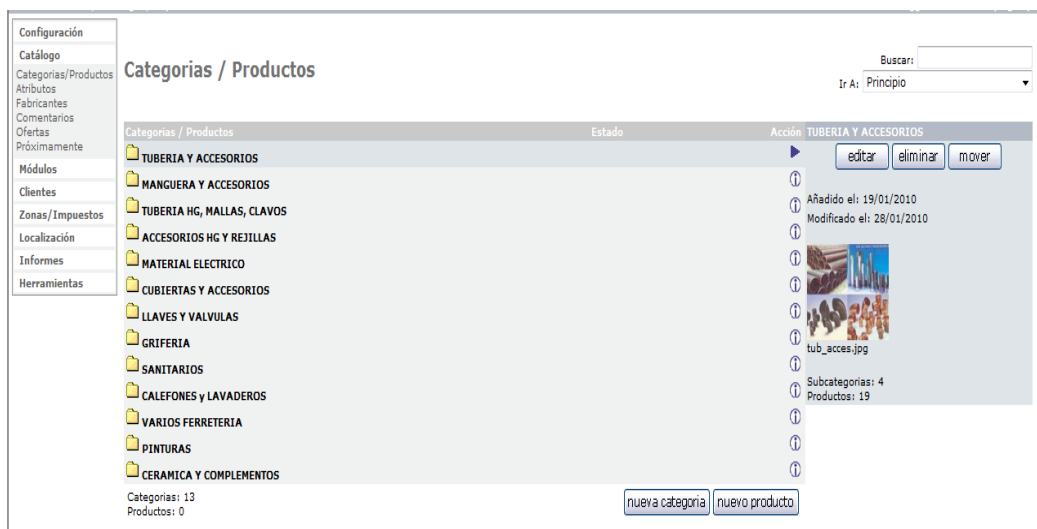 Configuración
Catálogo
Categorias/Productos
Atributos
Fabricantes
Comentarios
Ofertas
Próximamente
Módulos
Clientes
Zonas/Impuestos
Localización
Informes
Herramientas
Categorias / Productos
Buscar:
Ir A: Principio
Categorias / Productos Estado Acción
TUBERIA Y ACCESORIOS
MANGUERA Y ACCESORIOS
TUBERIA HG, MALLAS, CLAVOS
ACCESORIOS HG Y REJILLAS
MATERIAL ELECTRICO
CUBIERTAS Y ACCESORIOS
LLAVES Y VALVULAS
GRIFERIA
SANITARIOS
CALEFONES y LAVADEROS
VARIOS FERRETERIA
PINTURAS
CERAMICA Y COMPLEMENTOS
Categorias: 13
Productos: 0
nueva categoria nuevo producto
TUBERIA Y ACCESORIOS
editar eliminar mover
Añadido el: 19/01/2010
Modificado el: 28/01/2010
tub_acces.jpg
Subcategorias: 4
Productos: 19